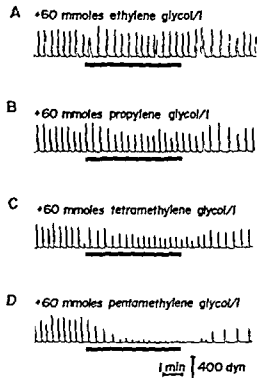 A
+60 mmoles ethylene glycol/l
B
+60 mmoles propylene glycol/l
C
+60 mmoles tetramethylene glycol/l
D
+60 mmoles pentamethylene glycol/l
1 min 400 dyn